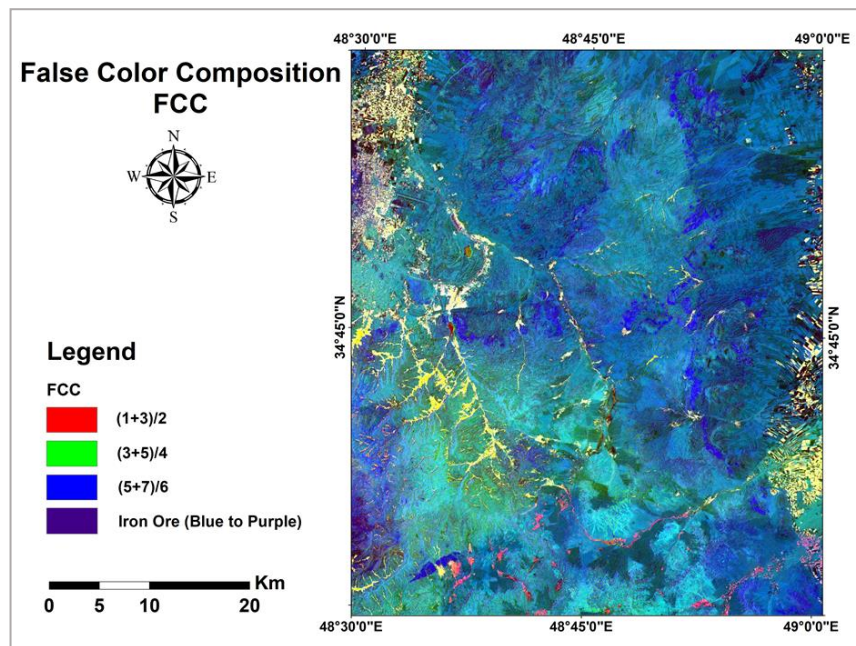 False Color Composition
FCC
N
W E
S
48°30'0"E 48°45'0"E 49°0'0"E
34°45'0"N 34°45'0"N
Legend
FCC
(1+3)/2
(3+5)/4
(5+7)/6
Iron Ore (Blue to Purple)
Km
0 5 10 20
48°30'0"E 48°45'0"E 49°0'0"E